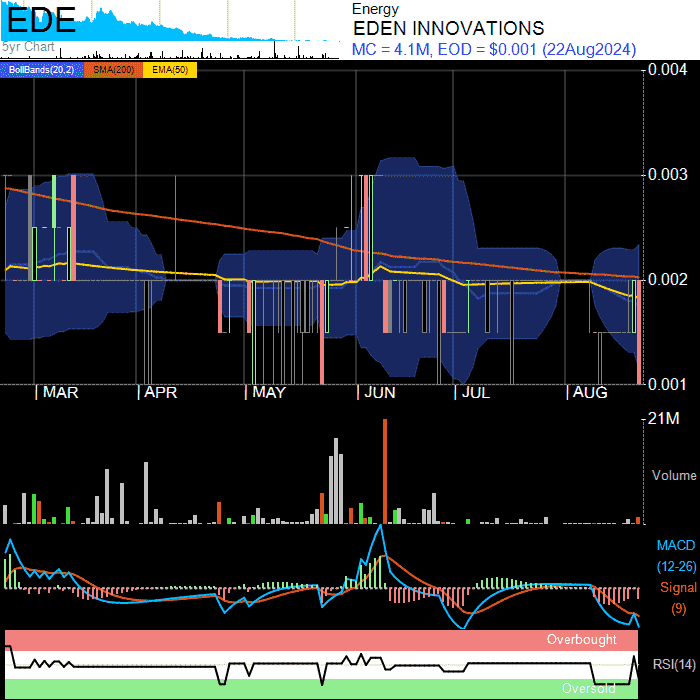 EDE
5yr Chart
Energy
EDEN INNOVATIONS
MC = 4.1M, EOD = $0.001 (22Aug2024)
BollBands(20,2) SMA(200) EMA(50)
0.004
0.003
0.002
0.001
| MAR | APR | MAY | JUN | JUL | AUG
21M
Volume
MACD
(12-26)
Signal
(9)
Overbought
RSI(14)
Oversold